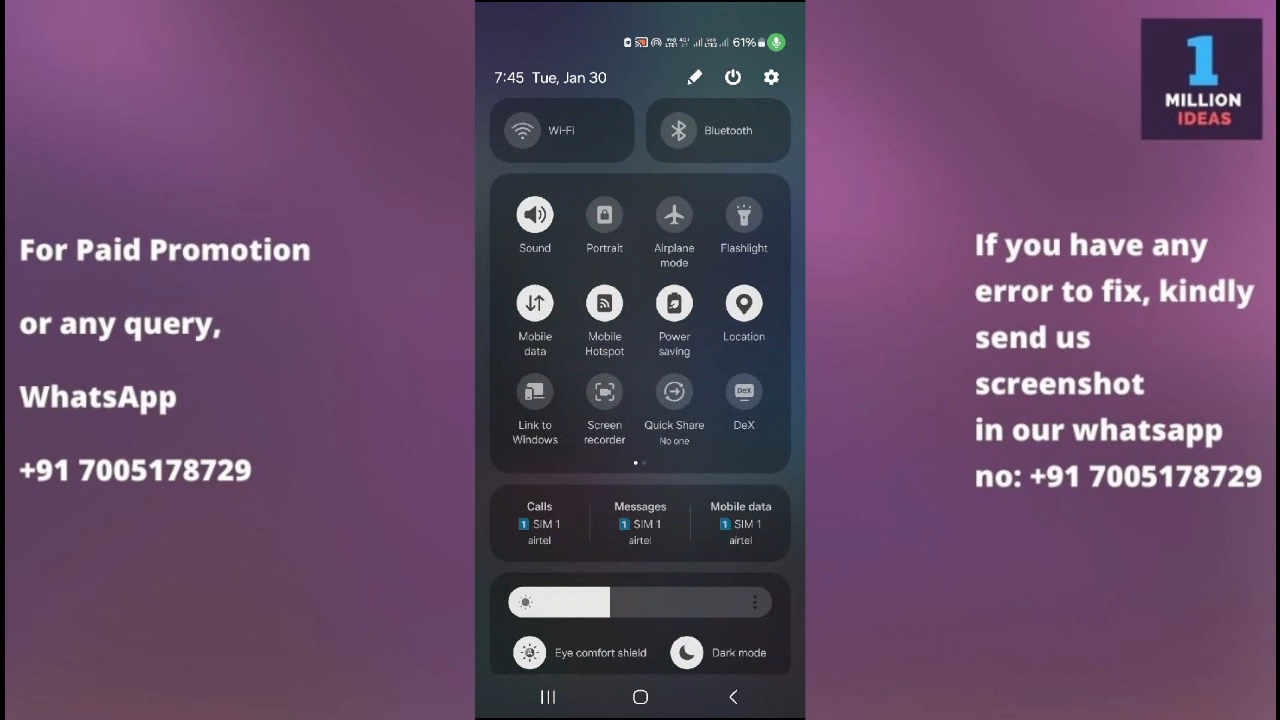 For Paid Promotion
or any query,
WhatsApp
+91 7005178729
61%
7:45 Tue, Jan 30
Wi-Fi
Bluetooth
Sound
Portrait
Airplane mode
Flashlight
Mobile data
Mobile Hotspot
Power saving
Location
Link to Windows
Screen recorder
Quick Share
No one
DeX
DeX
Calls
1 SIM 1
airtel
Messages
1 SIM 1
airtel
Mobile data
1 SIM 1
airtel
Eye comfort shield
Dark mode
1
MILLION
IDEAS
If you have any
error to fix, kindly
send us
screenshot
in our whatsapp
no: +91 7005178729